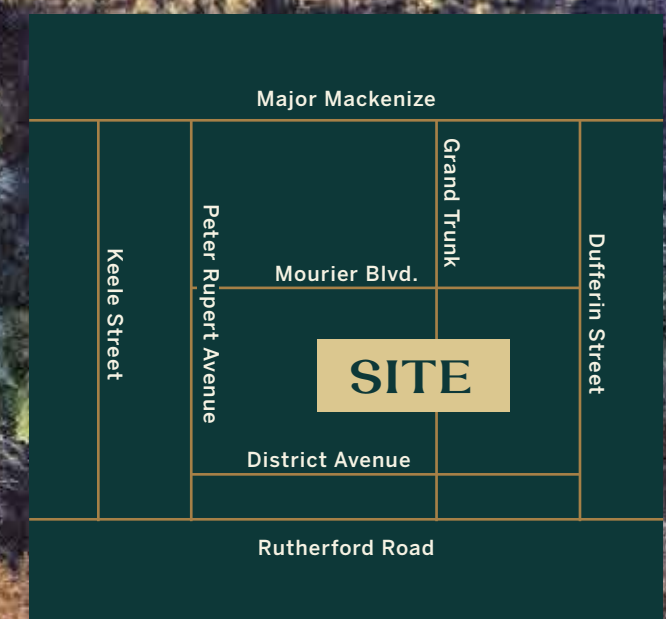 Major Mackenize
Grand Trunk
Peter Rupert Avenue
Dufferin Street
Keele Street
Mourier Blvd.
SITE
District Avenue
Rutherford Road